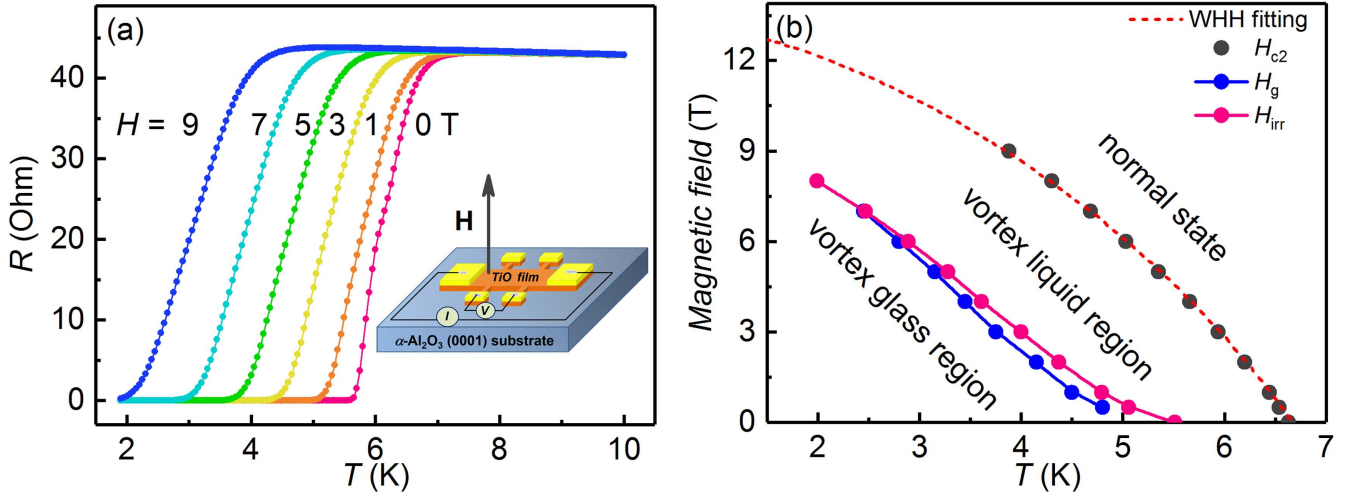 (a)
R (Ohm)
40
30
20
10
0
H = 9 7 5 3 1 0 T
H
TiO film
I
V
α-Al₂O₃ (0001) substrate
2 4 6 8 10
T (K)
(b)
WHH fitting
Hc2
Hg
Hirr
Magnetic field (T)
12
9
6
3
0
normal state
vortex liquid region
vortex glass region
2 3 4 5 6 7
T (K)